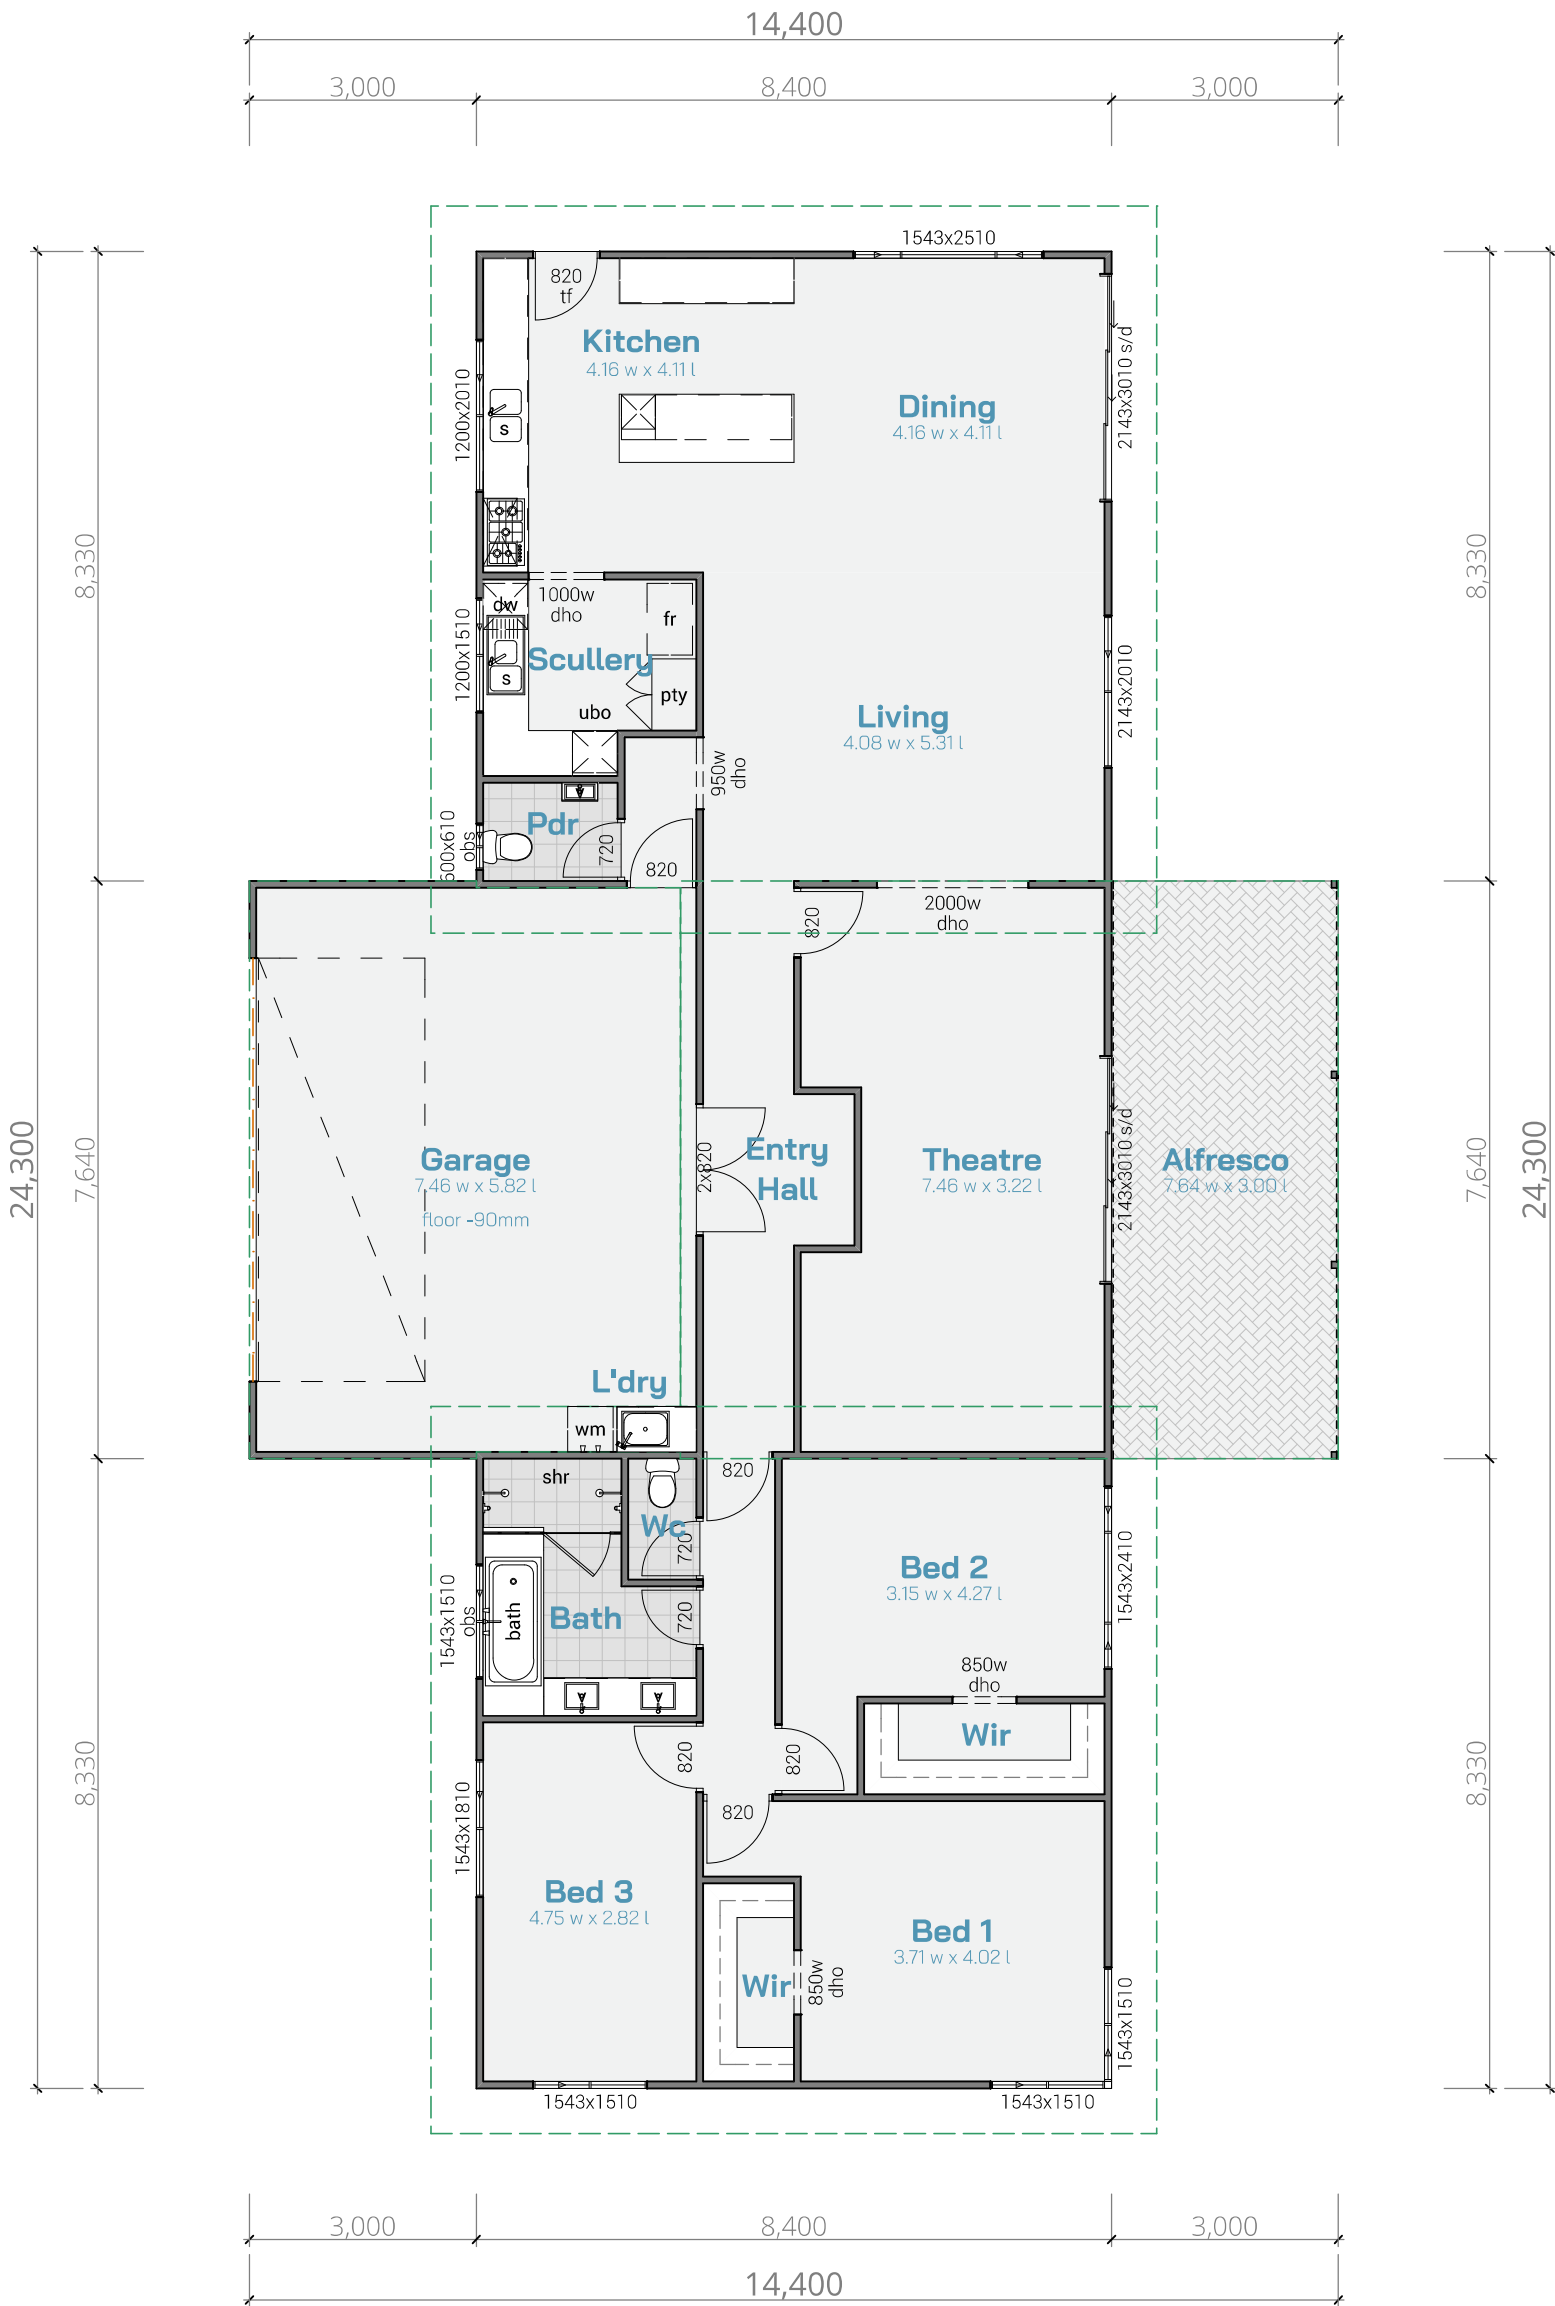 14,400
3,000
8,400
3,000
1543x2510
820
tf
Kitchen
4.16 w x 4.11 l
Dining
4.16 w x 4.11 l
2143x3010 s/d
1200x2010
s
8,330
8,330
1000w
dho
dw
fr
1200x1510
Scullery
s
pty
ubo
2143x2010
Living
4.08 w x 5.31 l
950w
dho
600x610
obs
Pdr
720
820
2000w
dho
820
24,300
7,640
Garage
7.46 w x 5.82 l
floor -90mm
2x820
Entry
Hall
Theatre
7.46 w x 3.22 l
2143x3010 s/d
Alfresco
7.64 w x 3.00 l
7,640
24,300
L'dry
wm
shr
820
Wc
720
Bed 2
3.15 w x 4.27 l
1543x2410
1543x1510
obs
bath
Bath
720
850w
dho
Wir
820
820
8,330
8,330
820
1543x1810
Bed 3
4.75 w x 2.82 l
Bed 1
3.71 w x 4.02 l
Wir
850w
dho
1543x1510
1543x1510
1543x1510
3,000
8,400
3,000
14,400